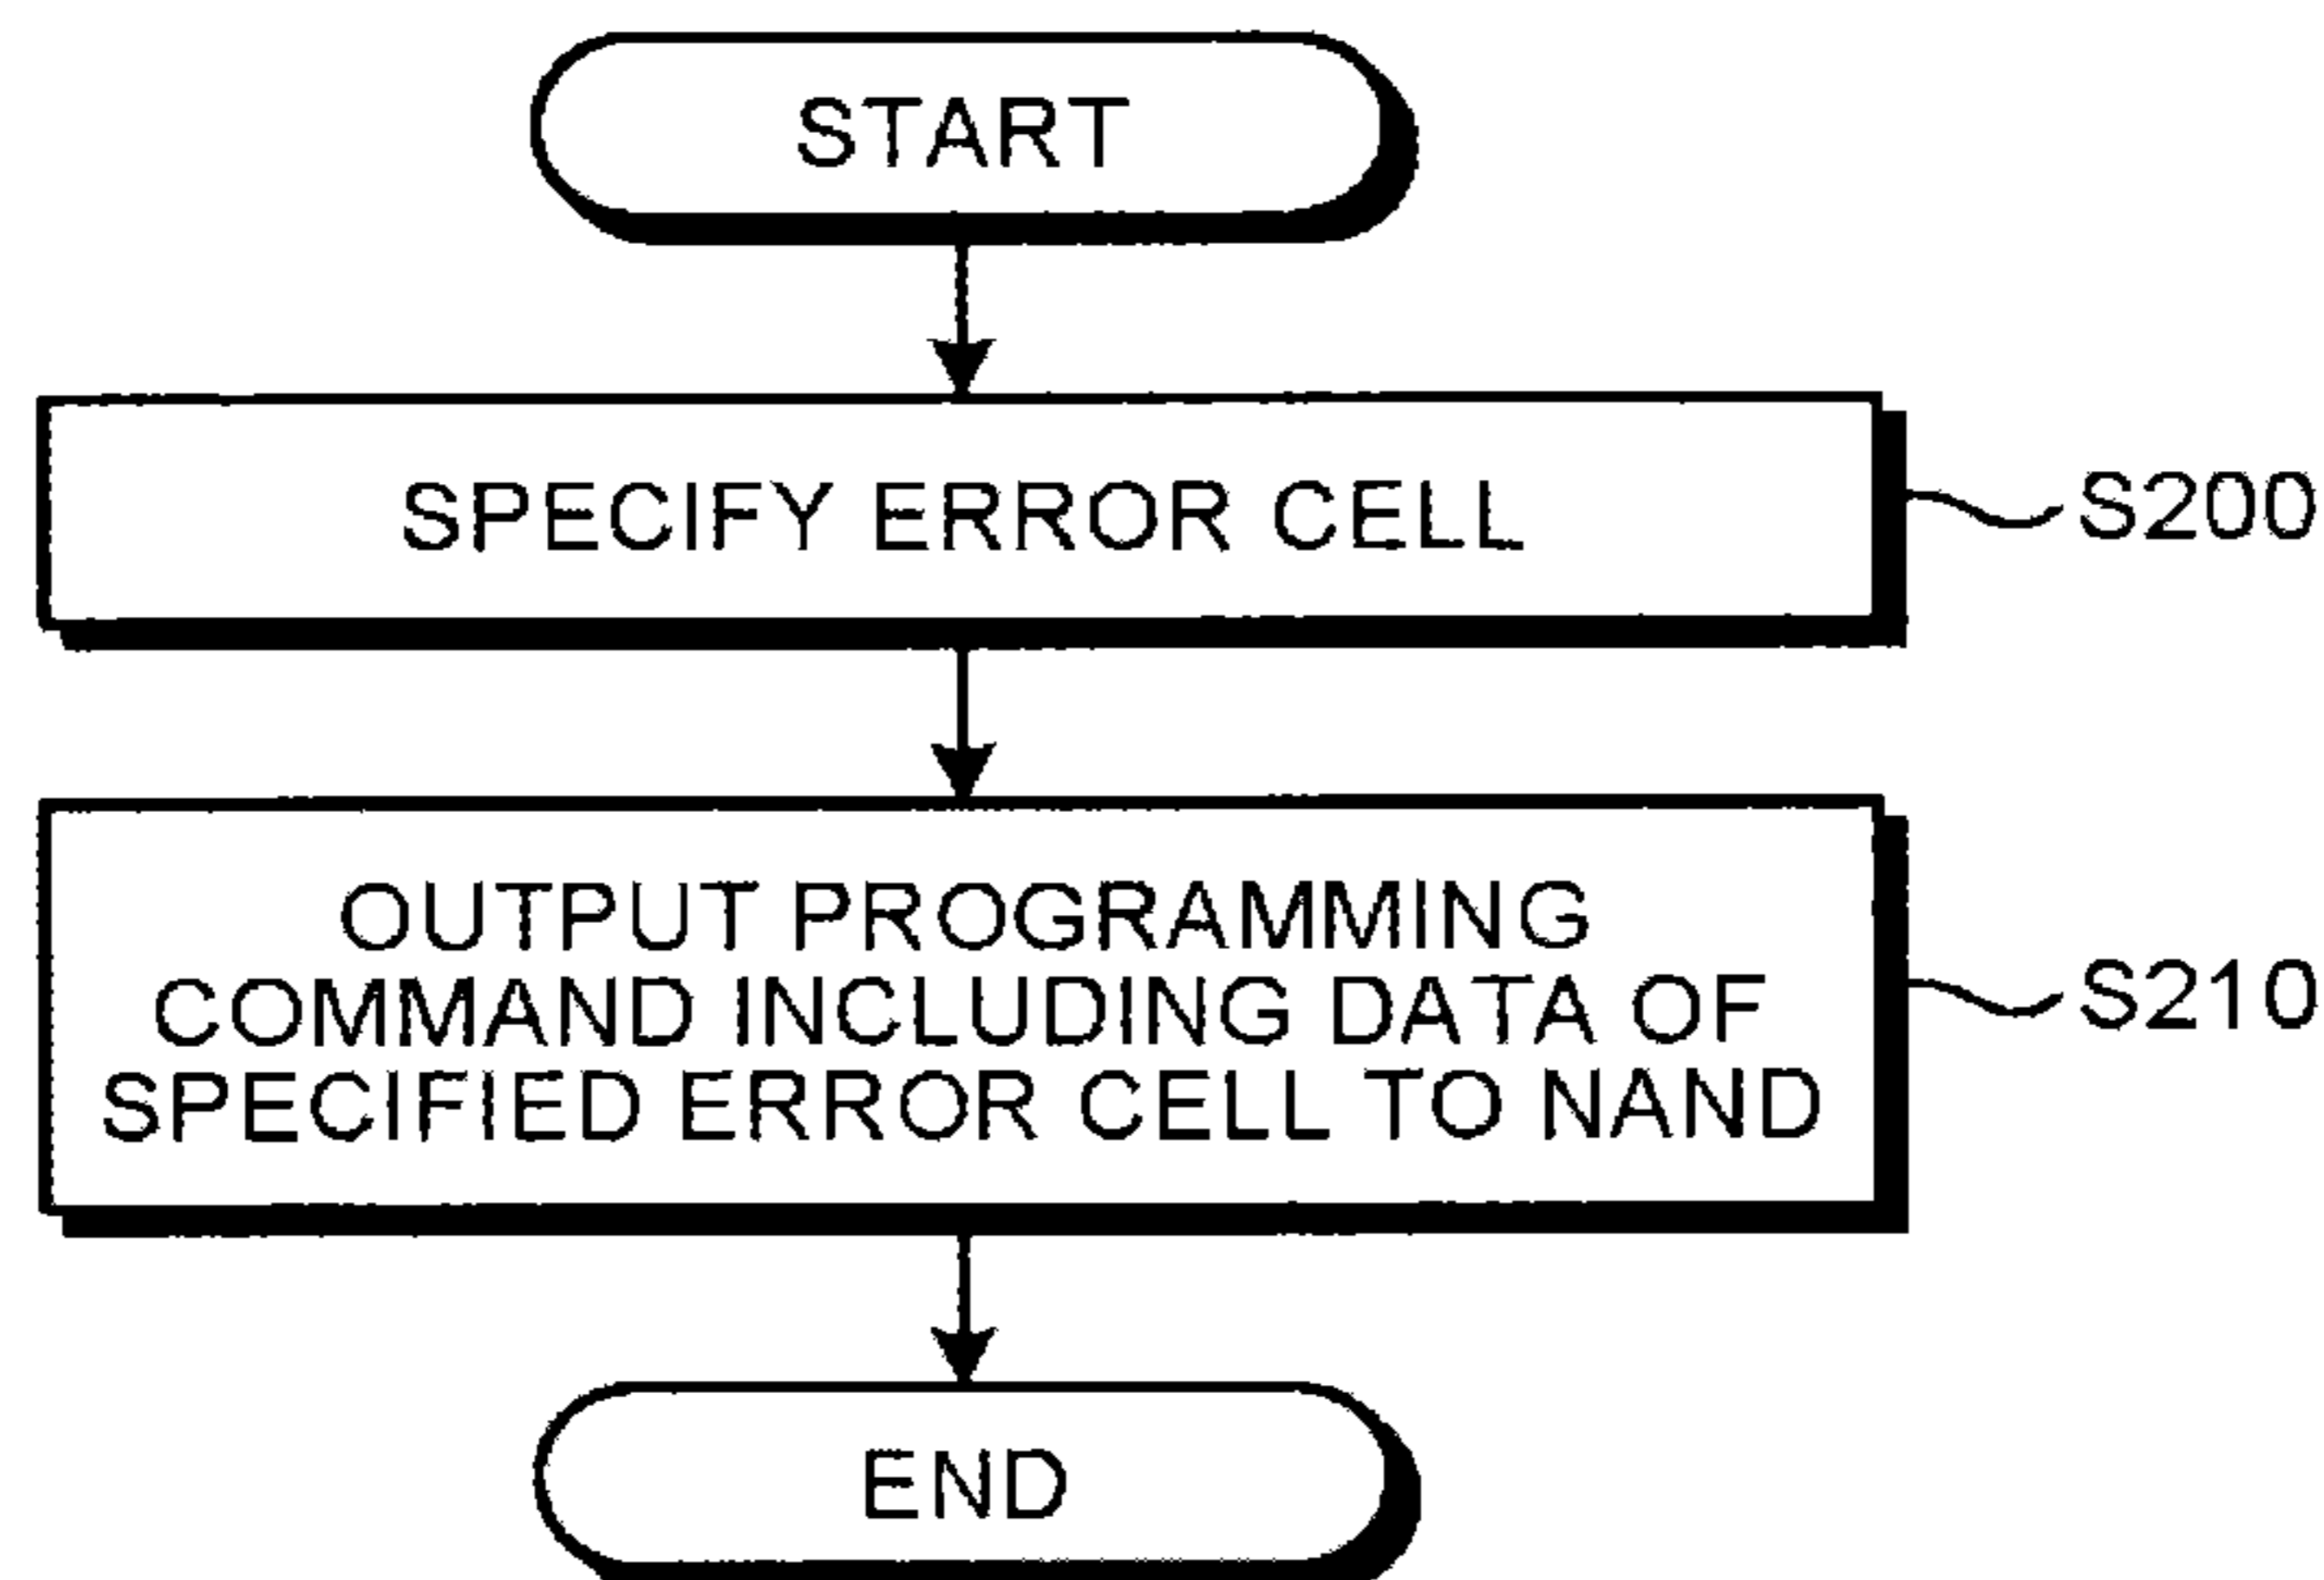 START
SPECIFY ERROR CELL
S200
OUTPUT PROGRAMMING
COMMAND INCLUDING DATA OF
SPECIFIED ERROR CELL TO NAND
S210
END